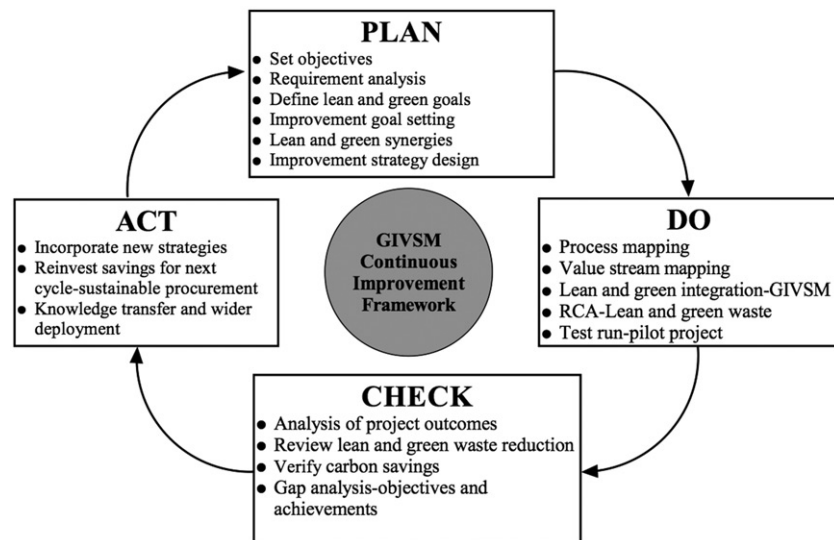 PLAN
● Set objectives
● Requirement analysis
● Define lean and green goals
● Improvement goal setting
● Lean and green synergies
● Improvement strategy design
ACT
● Incorporate new strategies
● Reinvest savings for next
cycle-sustainable procurement
● Knowledge transfer and wider
deployment
GIVSM
Continuous
Improvement
Framework
DO
● Process mapping
● Value stream mapping
● Lean and green integration-GIVSM
● RCA-Lean and green waste
● Test run-pilot project
CHECK
● Analysis of project outcomes
● Review lean and green waste reduction
● Verify carbon savings
● Gap analysis-objectives and
achievements